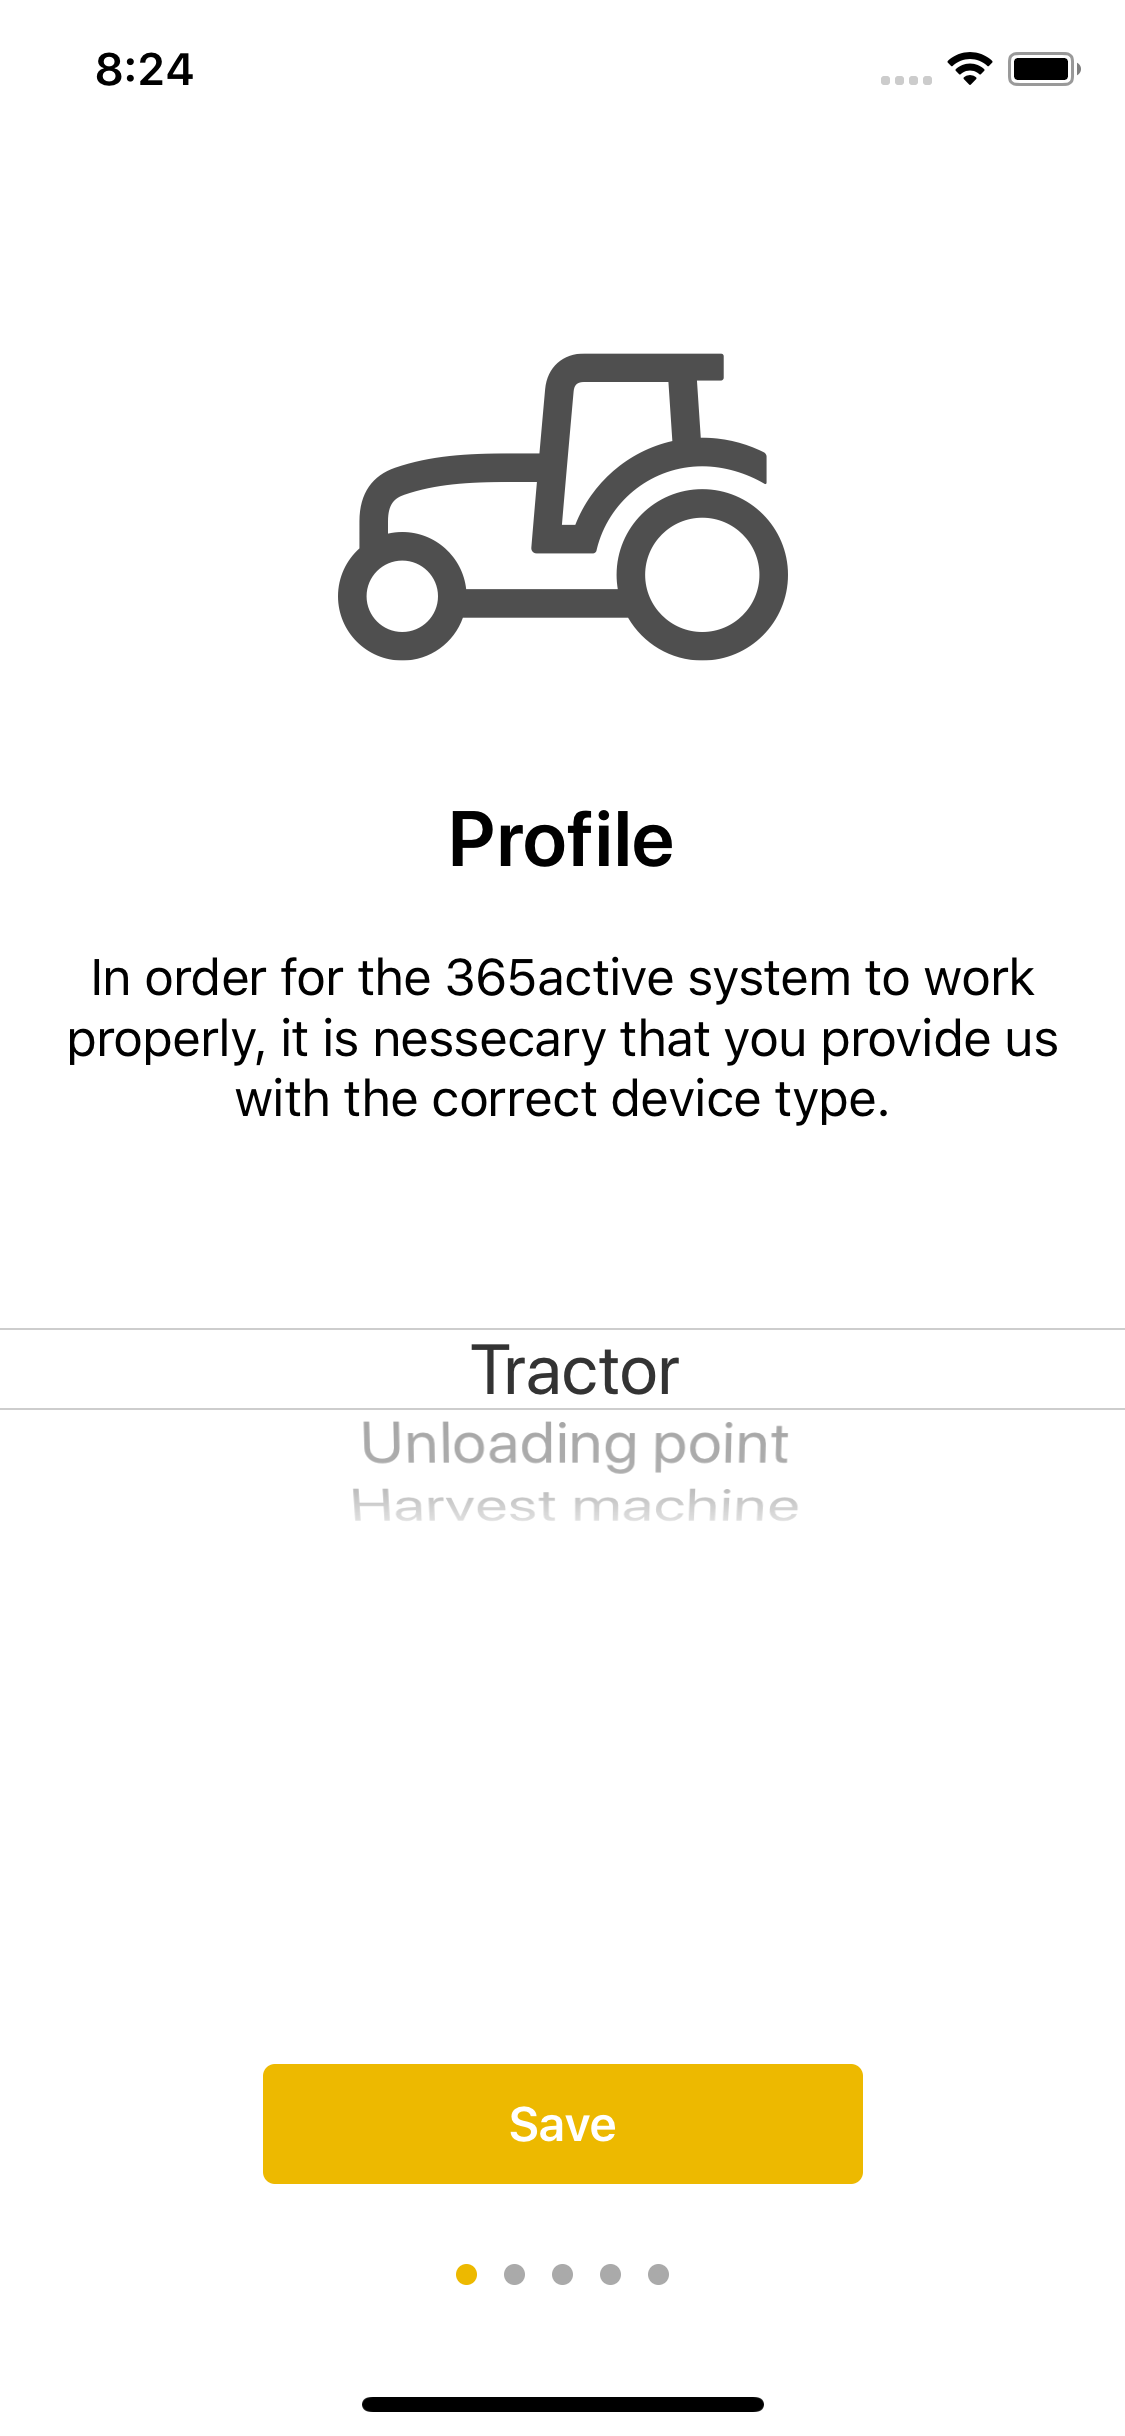 8:24
Profile
In order for the 365active system to work
properly, it is nessecary that you provide us
with the correct device type.
Tractor
Unloading point
Harvest machine
Save